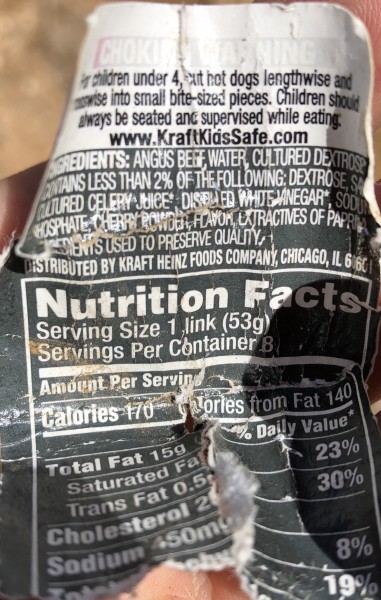 CHOKING WARNING
For children under 4, cut hot dogs lengthwise and
crosswise into small bite-sized pieces. Children should
always be seated and supervised while eating.
www.KraftKidsSafe.com
INGREDIENTS: ANGUS BEEF, WATER, CULTURED DEXTROSE
CONTAINS LESS THAN 2% OF THE FOLLOWING: DEXTROSE,
CULTURED CELERY JUICE* DISTILLED WHITE VINEGAR*,
PHOSPHATE, CHERRY POWDER, FLAVOR, EXTRACTIVES OF
USED TO PRESERVE QUALITY
DISTRIBUTED BY KRAFT HEINZ FOODS COMPANY, CHICAGO, IL
Nutrition Facts
Serving Size 1 link (53g)
Servings Per Container 8
Amount Per Serving
Calories 170 Calories from Fat 140
% Daily Value*
Total Fat 15g 23%
Saturated Fat 30%
Trans Fat 0.5
Cholesterol 8%
Sodium 19%